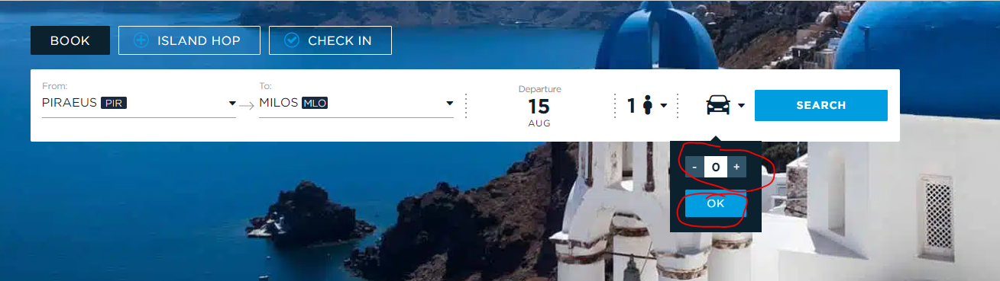 BOOK
ISLAND HOP
CHECK IN
From:
PIRAEUS PIR
To:
MILOS MLO
Departure
15
AUG
1
SEARCH
- 0 +
OK